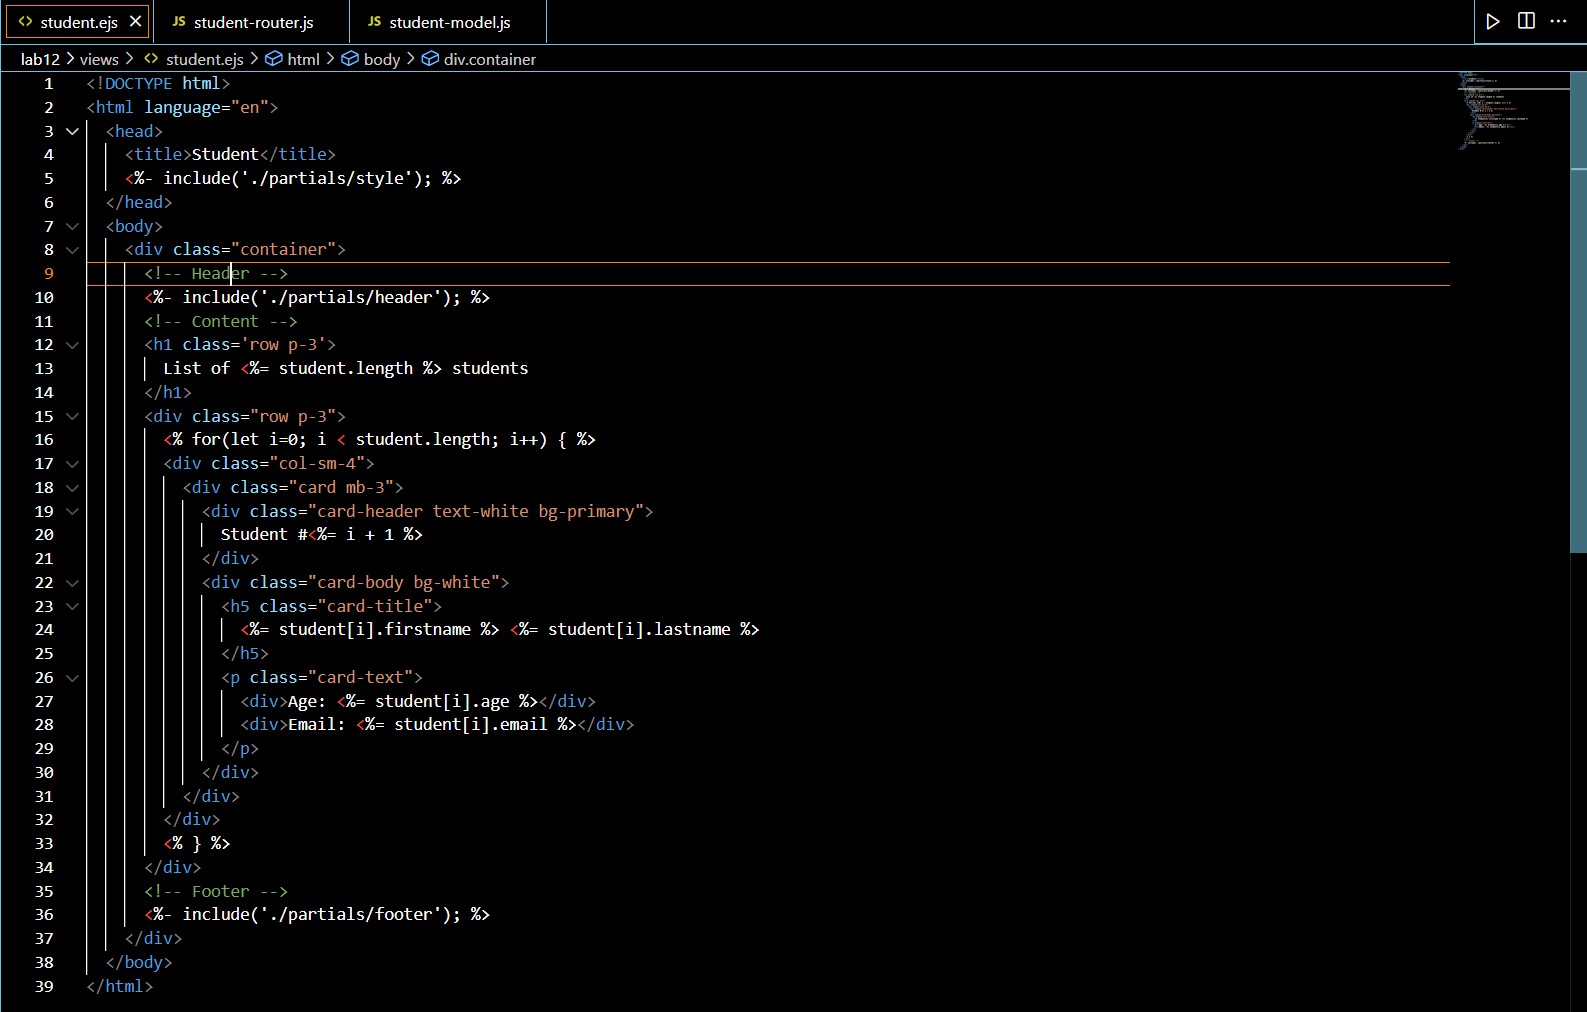 student.ejs
JS student-router.js
JS student-model.js
lab12 > views > student.ejs > html > body > div.container
1 <!DOCTYPE html>
2 <html language="en">
3 <head>
4 <title>Student</title>
5 <%- include('./partials/style'); %>
6 </head>
7 <body>
8 <div class="container">
9 <!-- Header -->
10 <%- include('./partials/header'); %>
11 <!-- Content -->
12 <h1 class='row p-3'>
13 List of <%= student.length %> students
14 </h1>
15 <div class="row p-3">
16 <% for(let i=0; i < student.length; i++) { %>
17 <div class="col-sm-4">
18 <div class="card mb-3">
19 <div class="card-header text-white bg-primary">
20 Student #<%= i + 1 %>
21 </div>
22 <div class="card-body bg-white">
23 <h5 class="card-title">
24 <%= student[i].firstname %> <%= student[i].lastname %>
25 </h5>
26 <p class="card-text">
27 <div>Age: <%= student[i].age %></div>
28 <div>Email: <%= student[i].email %></div>
29 </p>
30 </div>
31 </div>
32 </div>
33 <% } %>
34 </div>
35 <!-- Footer -->
36 <%- include('./partials/footer'); %>
37 </div>
38 </body>
39 </html>